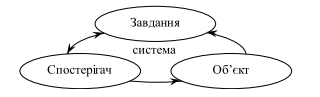 Завдання
система
Спостерігач
Об’єкт